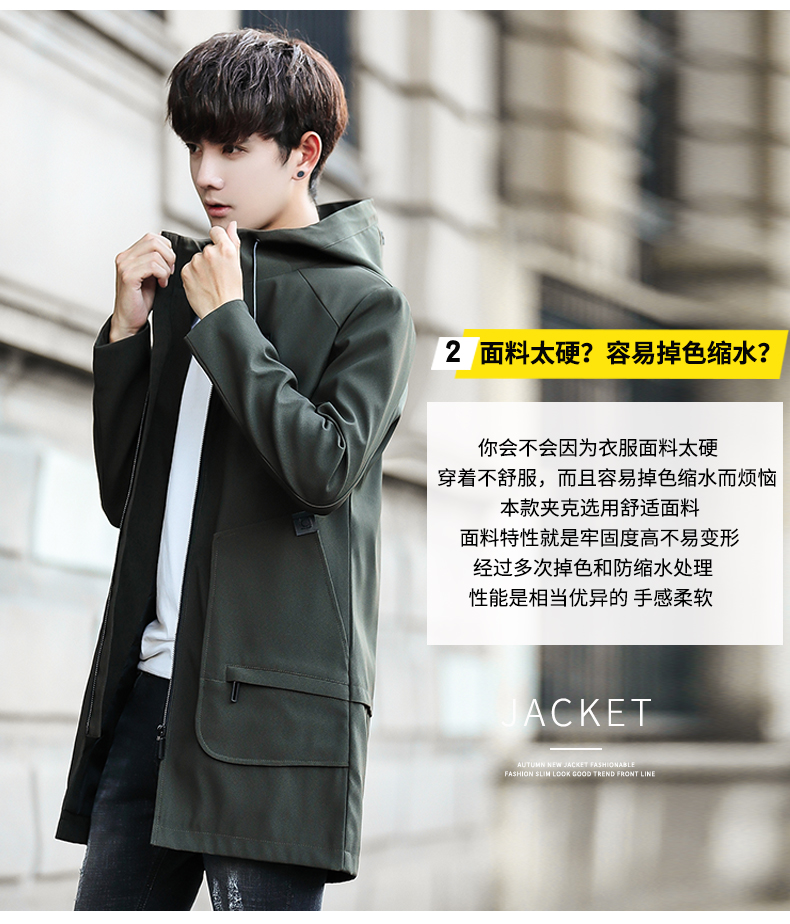 2 面料太硬？容易掉色缩水？
你会不会因为衣服面料太硬
穿着不舒服，而且容易掉色缩水而烦恼
本款夹克选用舒适面料
面料特性就是牢固度高不易变形
经过多次掉色和防缩水处理
性能是相当优异的 手感柔软
JACKET
AUTUMN NEW JACKET FASHIONABLE
FASHION SLIM LOOK GOOD TREND FRONT LINE